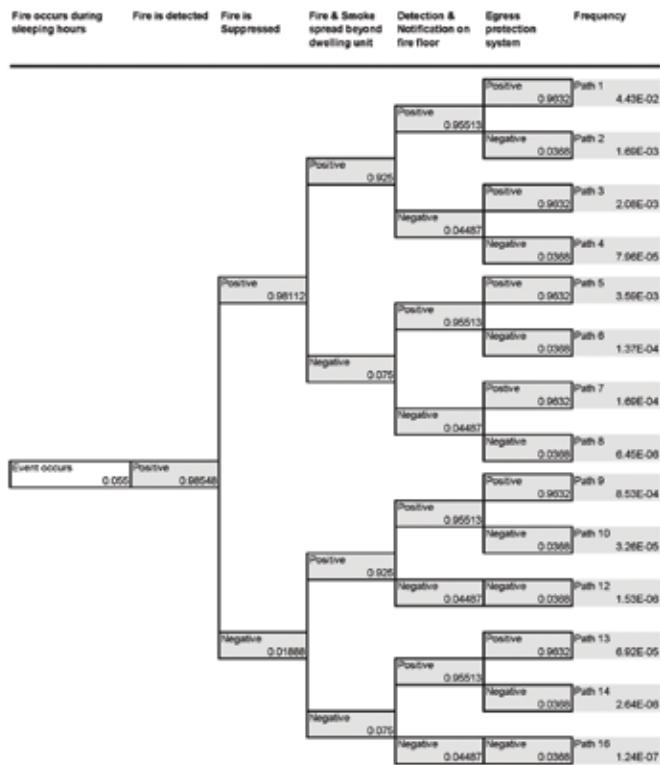 Fire occurs during sleeping hours
Fire is detected
Fire is Suppressed
Fire & Smoke spread beyond dwelling unit
Detection & Notification on fire floor
Egress protection system
Frequency
Positive 0.9632 Path 1 4.43E-02
Positive 0.95513
Negative 0.0368 Path 2 1.69E-03
Positive 0.925
Positive 0.9632 Path 3 2.08E-03
Negative 0.04487
Negative 0.0368 Path 4 7.96E-05
Positive 0.98112
Positive 0.9632 Path 5 3.59E-03
Positive 0.95513
Negative 0.0368 Path 6 1.37E-04
Negative 0.075
Positive 0.9632 Path 7 1.69E-04
Negative 0.04487
Negative 0.0368 Path 8 6.45E-06
Event occurs 0.055 Positive 0.98548
Positive 0.9632 Path 9 8.53E-04
Positive 0.95513
Negative 0.0368 Path 10 3.26E-05
Positive 0.925
Negative 0.04487 Negative 0.0368 Path 12 1.53E-06
Negative 0.01888
Positive 0.9632 Path 13 6.92E-05
Positive 0.95513
Negative 0.0368 Path 14 2.64E-06
Negative 0.075
Negative 0.04487 Negative 0.0368 Path 16 1.24E-07